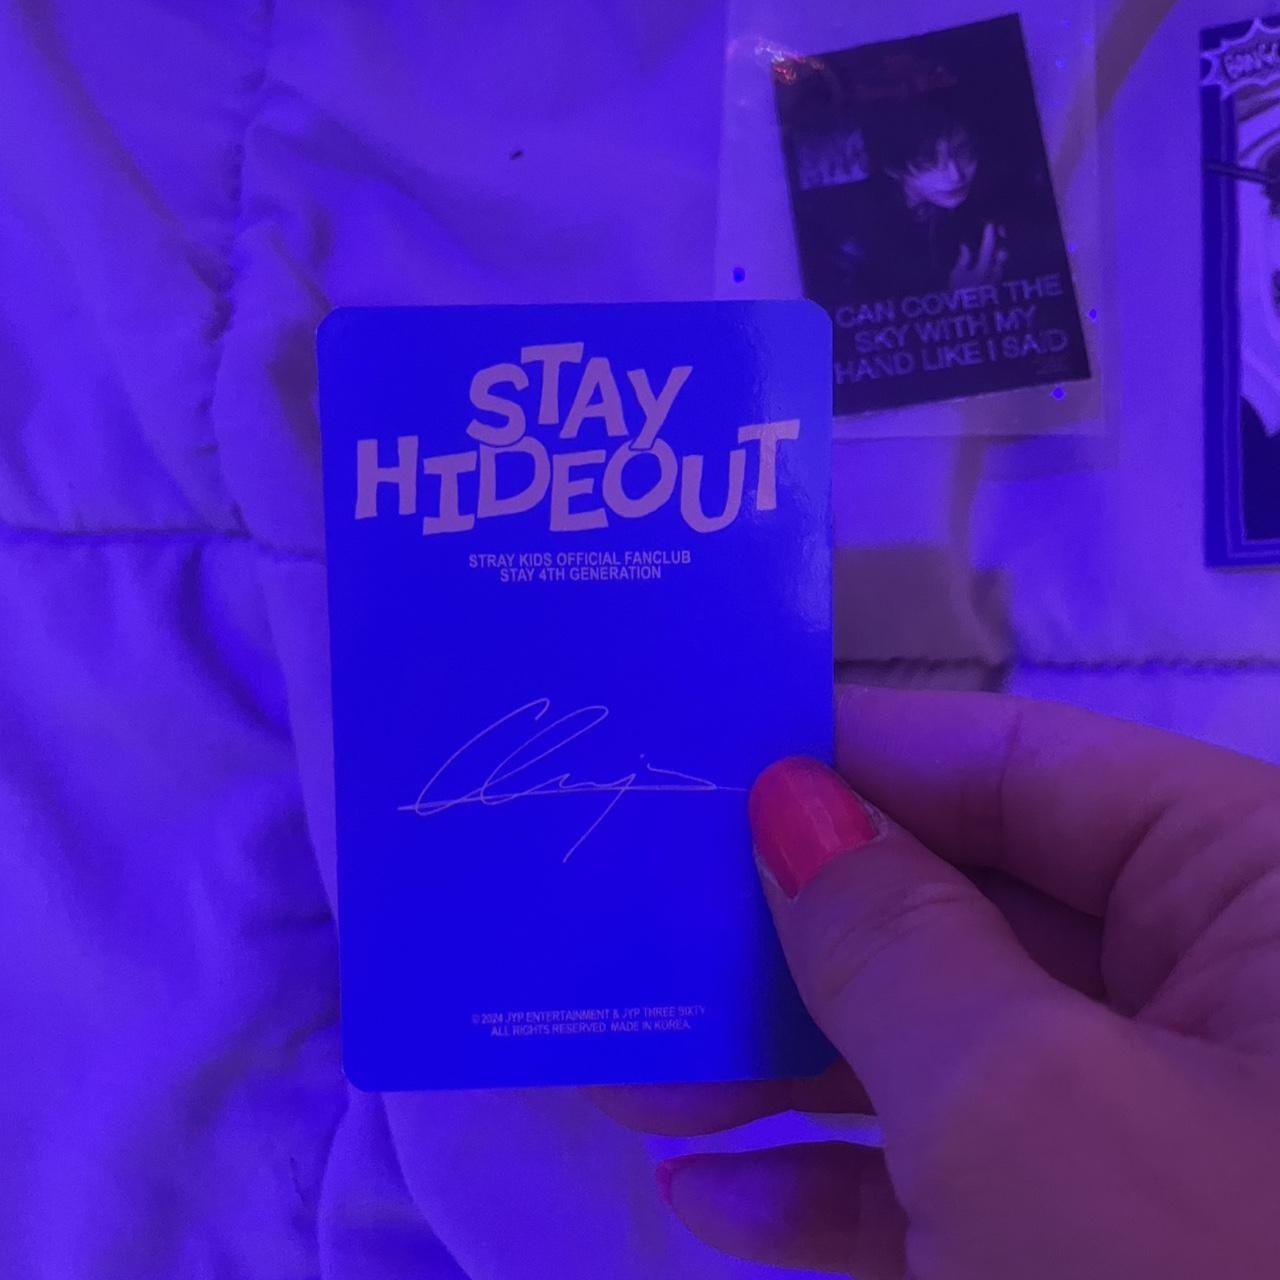 STAY
HIDEOUT
STRAY KIDS OFFICIAL FANCLUB
STAY 4TH GENERATION
© 2024 JYP ENTERTAINMENT & JYP THREE SIXTY
ALL RIGHTS RESERVED. MADE IN KOREA.
CAN COVER THE
SKY WITH MY
HAND LIKE I SAID